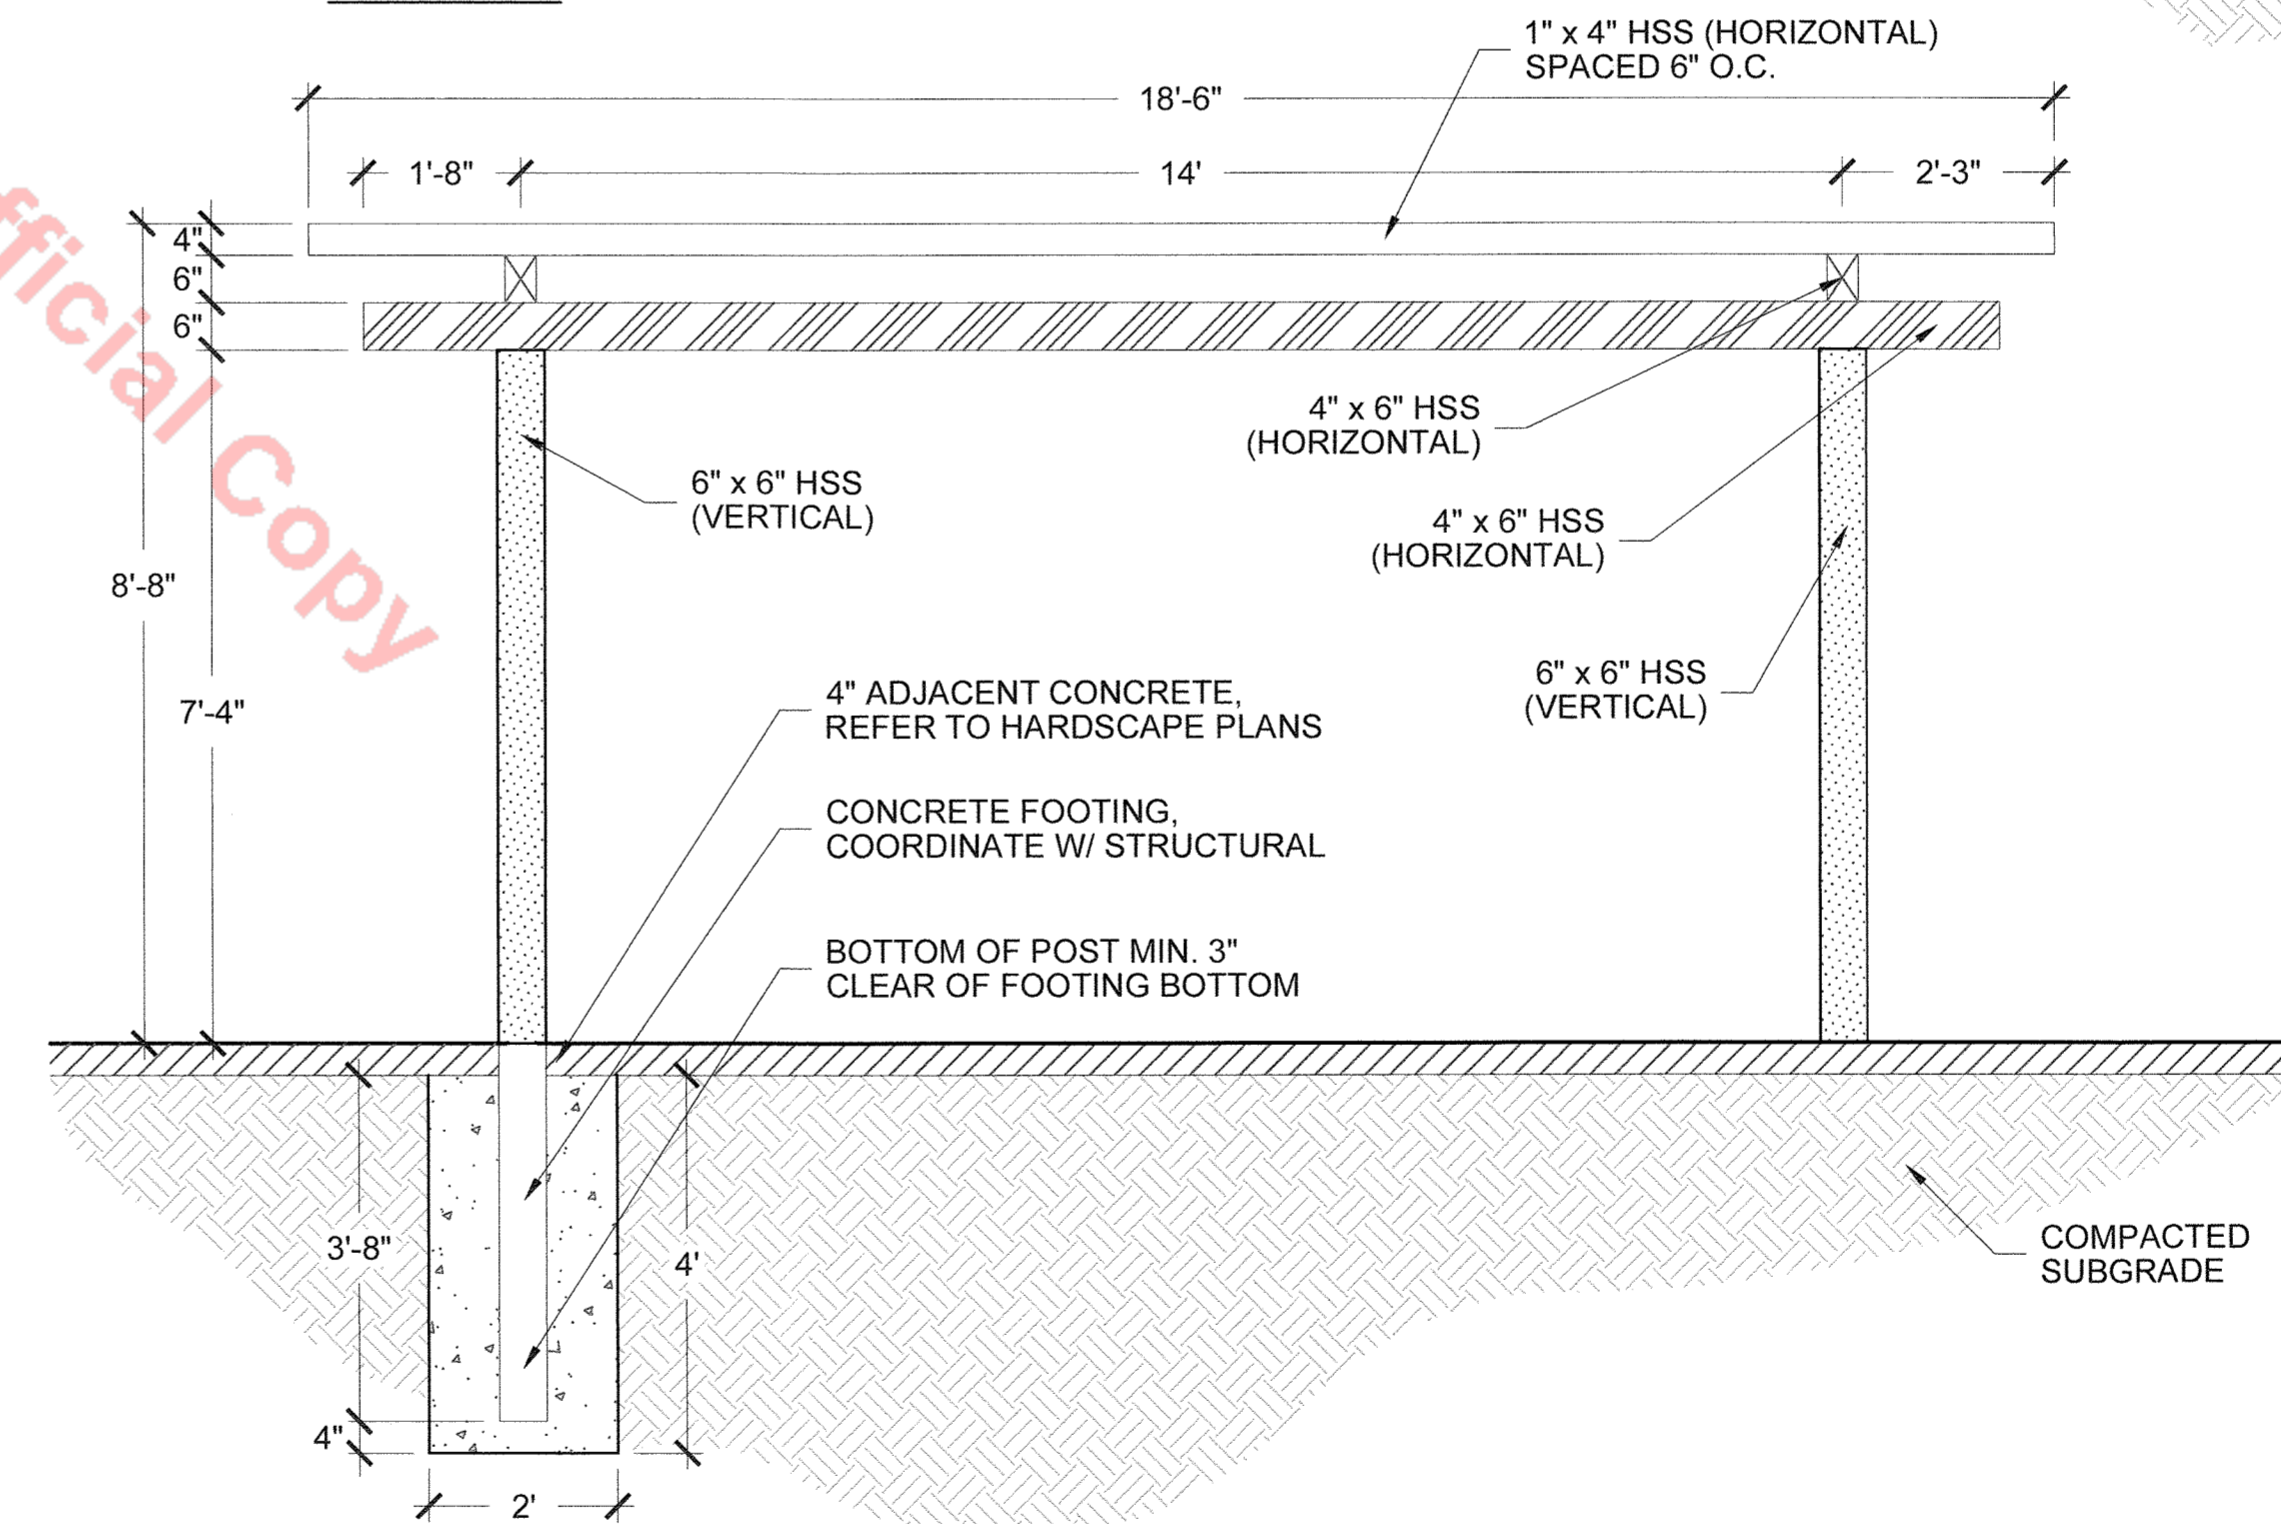 1" x 4" HSS (HORIZONTAL)
SPACED 6" O.C.
18'-6"
1'-8"
14'
2'-3"
4"
6"
6"
4" x 6" HSS
(HORIZONTAL)
6" x 6" HSS
(VERTICAL)
4" x 6" HSS
(HORIZONTAL)
8'-8"
7'-4"
6" x 6" HSS
(VERTICAL)
4" ADJACENT CONCRETE,
REFER TO HARDSCAPE PLANS
CONCRETE FOOTING,
COORDINATE W/ STRUCTURAL
BOTTOM OF POST MIN. 3"
CLEAR OF FOOTING BOTTOM
3'-8"
4'
COMPACTED
SUBGRADE
4"
2'
fficial Copy